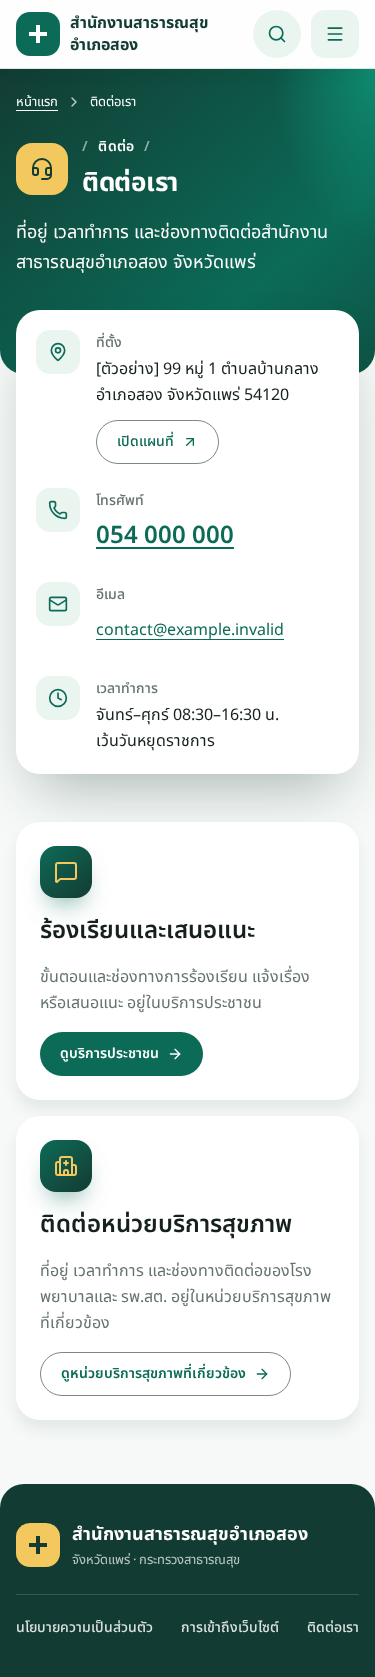 สำนักงานสาธารณสุข
อำเภอสอง
หน้าแรก > ติดต่อเรา
/ ติดต่อ /
ติดต่อเรา
ที่อยู่ เวลาทำการ และช่องทางติดต่อสำนักงาน
สาธารณสุขอำเภอสอง จังหวัดแพร่
ที่ตั้ง
[ตัวอย่าง] 99 หมู่ 1 ตำบลบ้านกลาง
อำเภอสอง จังหวัดแพร่ 54120
เปิดแผนที่
โทรศัพท์
054 000 000
อีเมล
contact@example.invalid
เวลาทำการ
จันทร์–ศุกร์ 08:30–16:30 น.
เว้นวันหยุดราชการ
ร้องเรียนและเสนอแนะ
ขั้นตอนและช่องทางการร้องเรียน แจ้งเรื่อง
หรือเสนอแนะ อยู่ในบริการประชาชน
ดูบริการประชาชน
ติดต่อหน่วยบริการสุขภาพ
ที่อยู่ เวลาทำการ และช่องทางติดต่อของโรง
พยาบาลและ รพ.สต. อยู่ในหน่วยบริการสุขภาพ
ที่เกี่ยวข้อง
ดูหน่วยบริการสุขภาพที่เกี่ยวข้อง
สำนักงานสาธารณสุขอำเภอสอง
จังหวัดแพร่ · กระทรวงสาธารณสุข
นโยบายความเป็นส่วนตัว การเข้าถึงเว็บไซต์ ติดต่อเรา